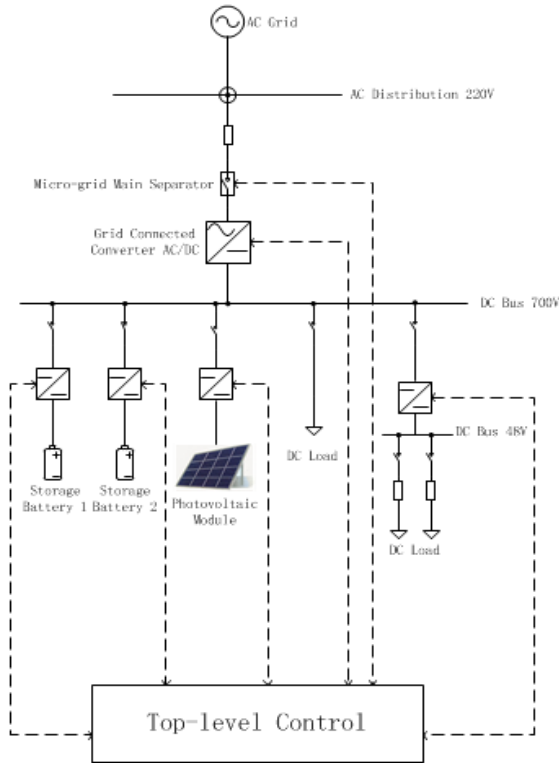 AC Grid
AC Distribution 220V
Micro-grid Main Separator
Grid Connected
Converter AC/DC
DC Bus 700V
DC Bus 48V
Storage
Battery 1
Storage
Battery 2
Photovoltaic
Module
DC Load
DC Load
Top-level Control